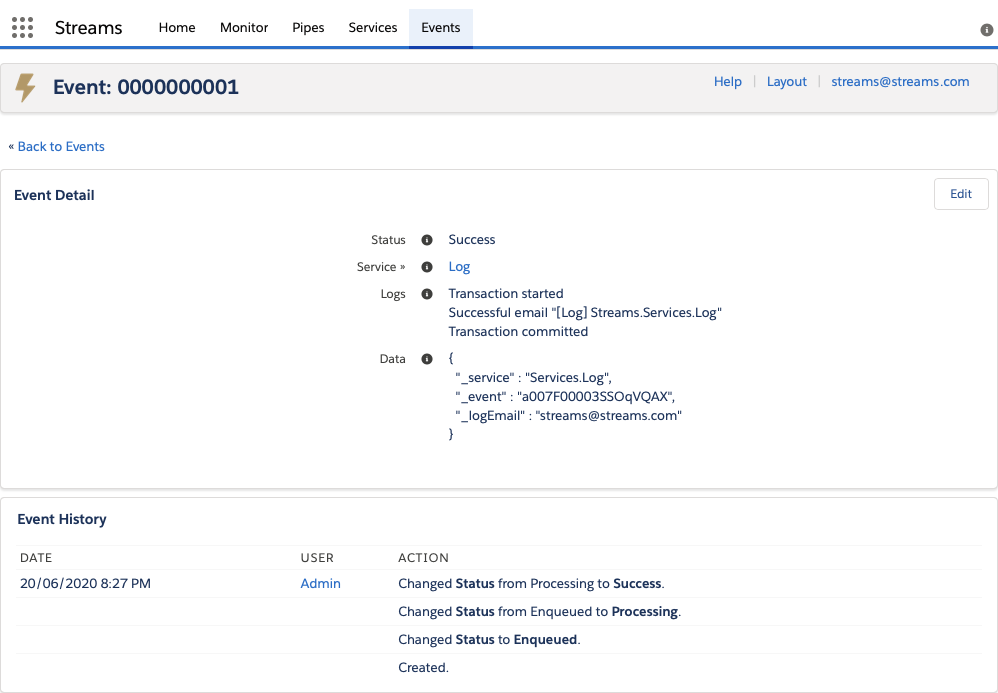 Streams Home Monitor Pipes Services Events
Event: 0000000001 Help Layout streams@streams.com
« Back to Events
Event Detail Edit
Status Success
Service » Log
Logs Transaction started
Successful email "[Log] Streams.Services.Log"
Transaction committed
Data {
"_service" : "Services.Log",
"_event" : "a007F00003SSOqVQAX",
"_logEmail" : "streams@streams.com"
}
Event History
DATE USER ACTION
20/06/2020 8:27 PM Admin Changed Status from Processing to Success.
Changed Status from Enqueued to Processing.
Changed Status to Enqueued.
Created.